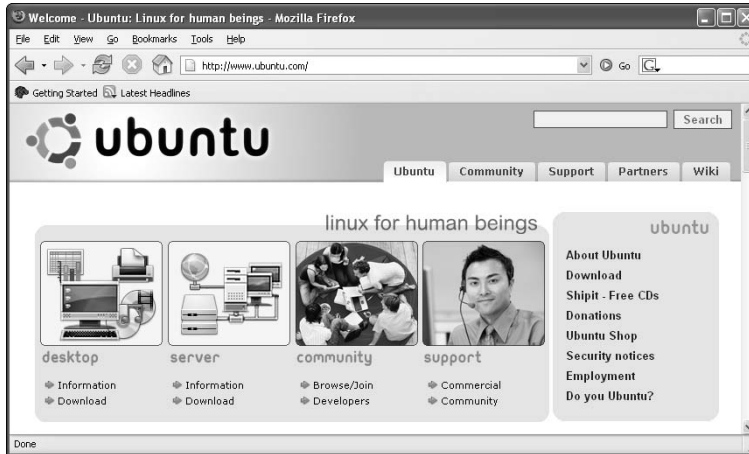 Welcome - Ubuntu: Linux for human beings - Mozilla Firefox
File Edit View Go Bookmarks Tools Help
http://www.ubuntu.com/ Go G
Getting Started Latest Headlines
ubuntu
Search
Ubuntu Community Support Partners Wiki
linux for human beings
desktop
Information
Download
server
Information
Download
community
Browse/Join
Developers
support
Commercial
Community
ubuntu
About Ubuntu
Download
Shipit - Free CDs
Donations
Ubuntu Shop
Security notices
Employment
Do you Ubuntu?
Done